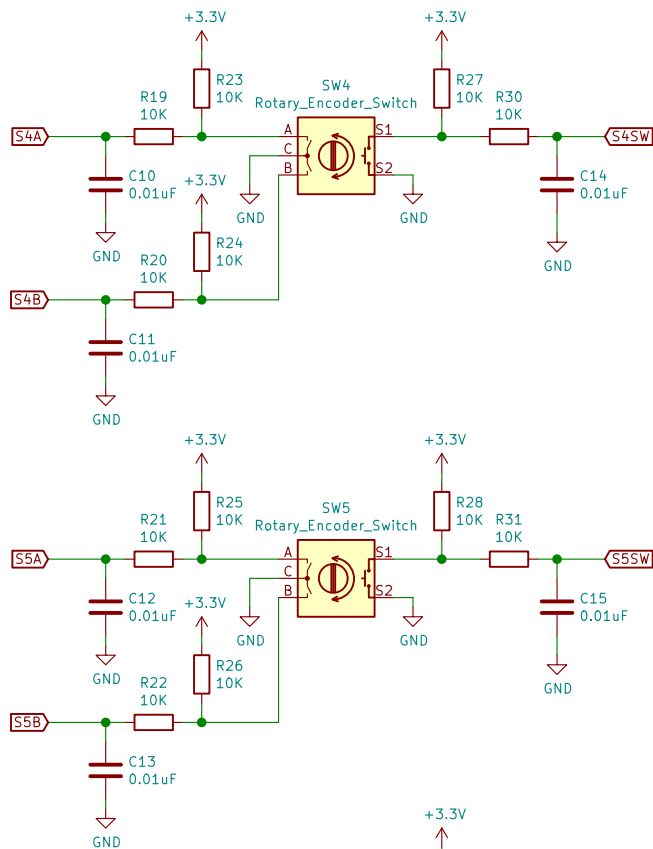 +3.3V
+3.3V
R23
10K
SW4
Rotary_Encoder_Switch
R27
10K
R19
10K
R30
10K
S4A
A
C
B
S1
S2
S4SW
C10
0.01uF
+3.3V
C14
0.01uF
GND
GND
GND
GND
R24
10K
R20
10K
S4B
C11
0.01uF
GND
+3.3V
+3.3V
R25
10K
SW5
Rotary_Encoder_Switch
R28
10K
R21
10K
R31
10K
S5A
A
C
B
S1
S2
S5SW
C12
0.01uF
+3.3V
C15
0.01uF
GND
GND
GND
GND
R26
10K
R22
10K
S5B
C13
0.01uF
GND
+3.3V